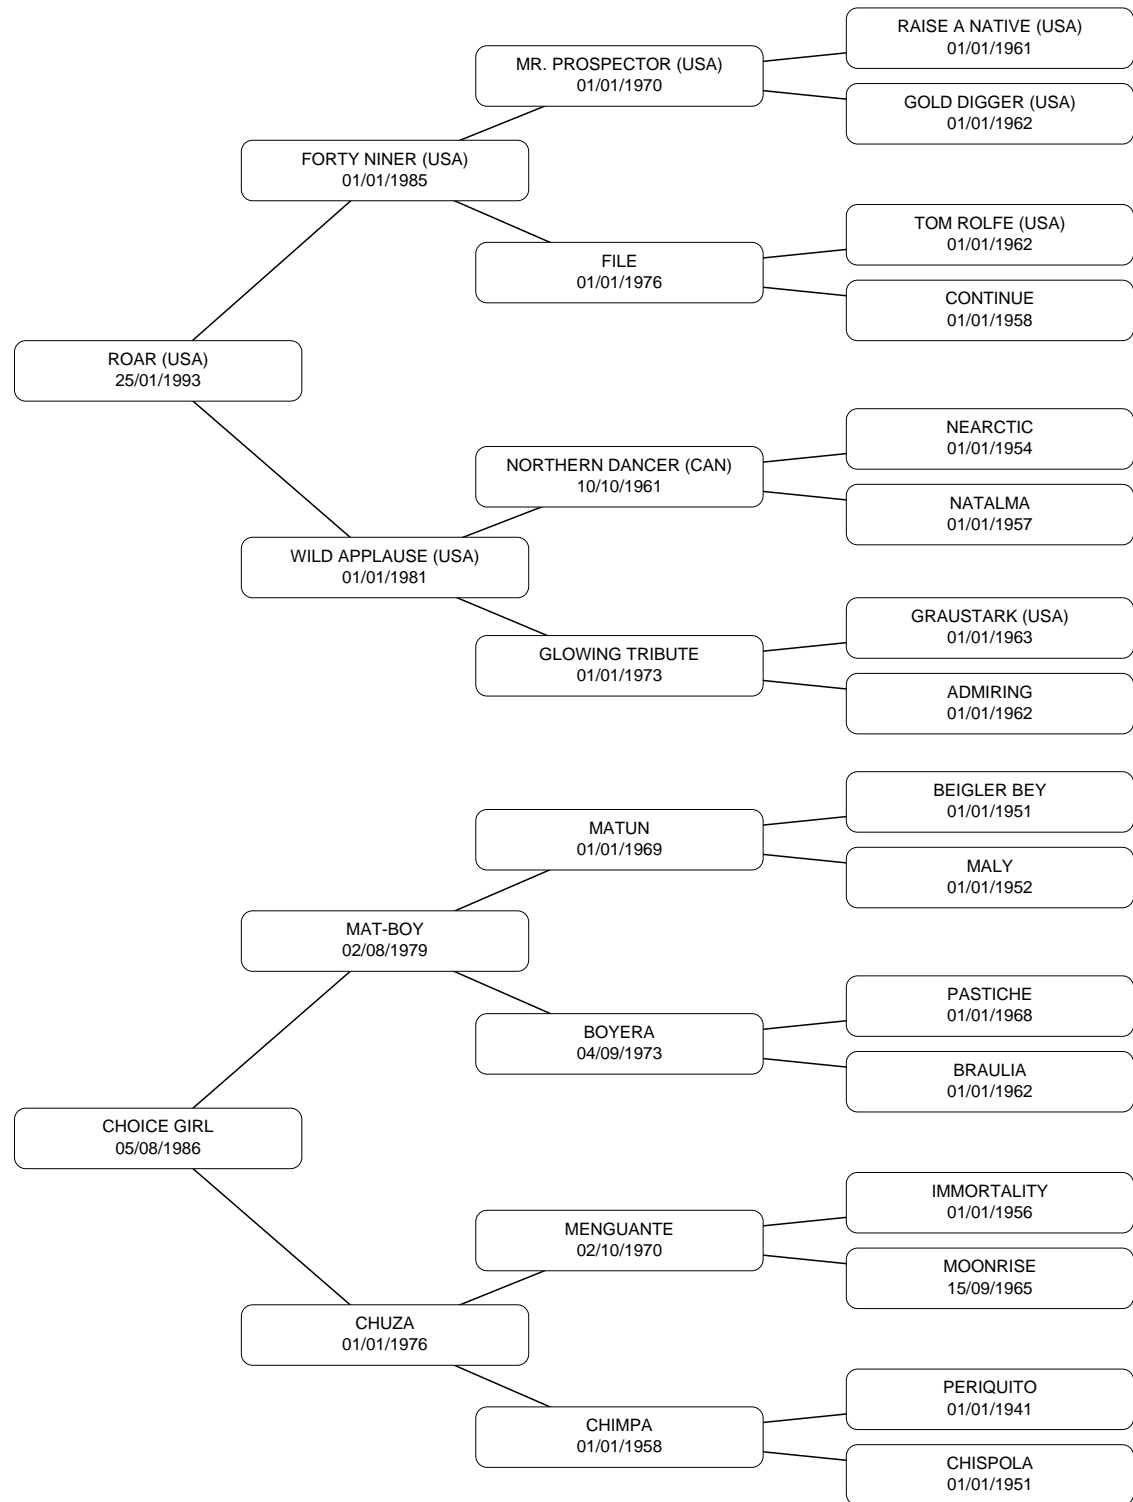 RAISE A NATIVE (USA)
01/01/1961
MR. PROSPECTOR (USA)
01/01/1970
GOLD DIGGER (USA)
01/01/1962
FORTY NINER (USA)
01/01/1985
TOM ROLFE (USA)
01/01/1962
FILE
01/01/1976
CONTINUE
01/01/1958
ROAR (USA)
25/01/1993
NEARCTIC
01/01/1954
NORTHERN DANCER (CAN)
10/10/1961
NATALMA
01/01/1957
WILD APPLAUSE (USA)
01/01/1981
GRAUSTARK (USA)
01/01/1963
GLOWING TRIBUTE
01/01/1973
ADMIRING
01/01/1962
BEIGLER BEY
01/01/1951
MATUN
01/01/1969
MALY
01/01/1952
MAT-BOY
02/08/1979
PASTICHE
01/01/1968
BOYERA
04/09/1973
BRAULIA
01/01/1962
CHOICE GIRL
05/08/1986
IMMORTALITY
01/01/1956
MENGUANTE
02/10/1970
MOONRISE
15/09/1965
CHUZA
01/01/1976
PERIQUITO
01/01/1941
CHIMPA
01/01/1958
CHISPOLA
01/01/1951